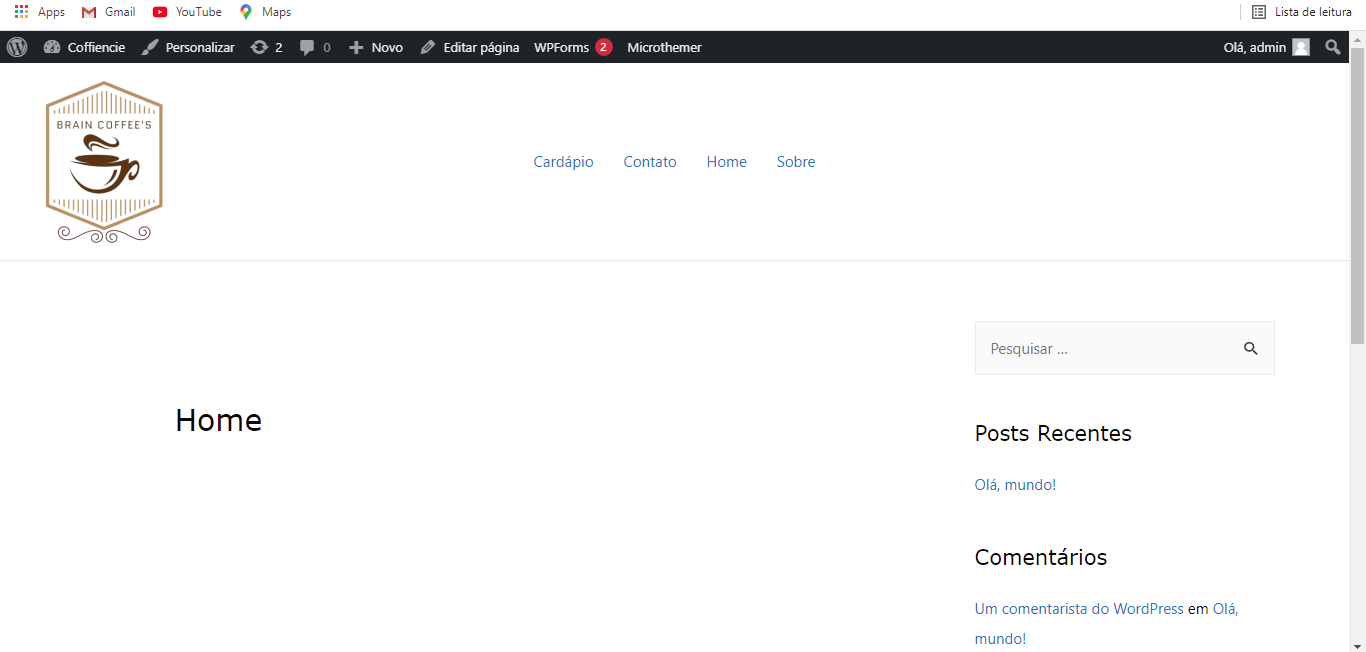 Apps Gmail YouTube Maps Lista de leitura
Coffiencie Personalizar 2 0 Novo Editar página WPForms 2 Microthemer Olá, admin
BRAIN COFFEE'S
Cardápio Contato Home Sobre
Pesquisar ...
Home
Posts Recentes
Olá, mundo!
Comentários
Um comentarista do WordPress em Olá,
mundo!